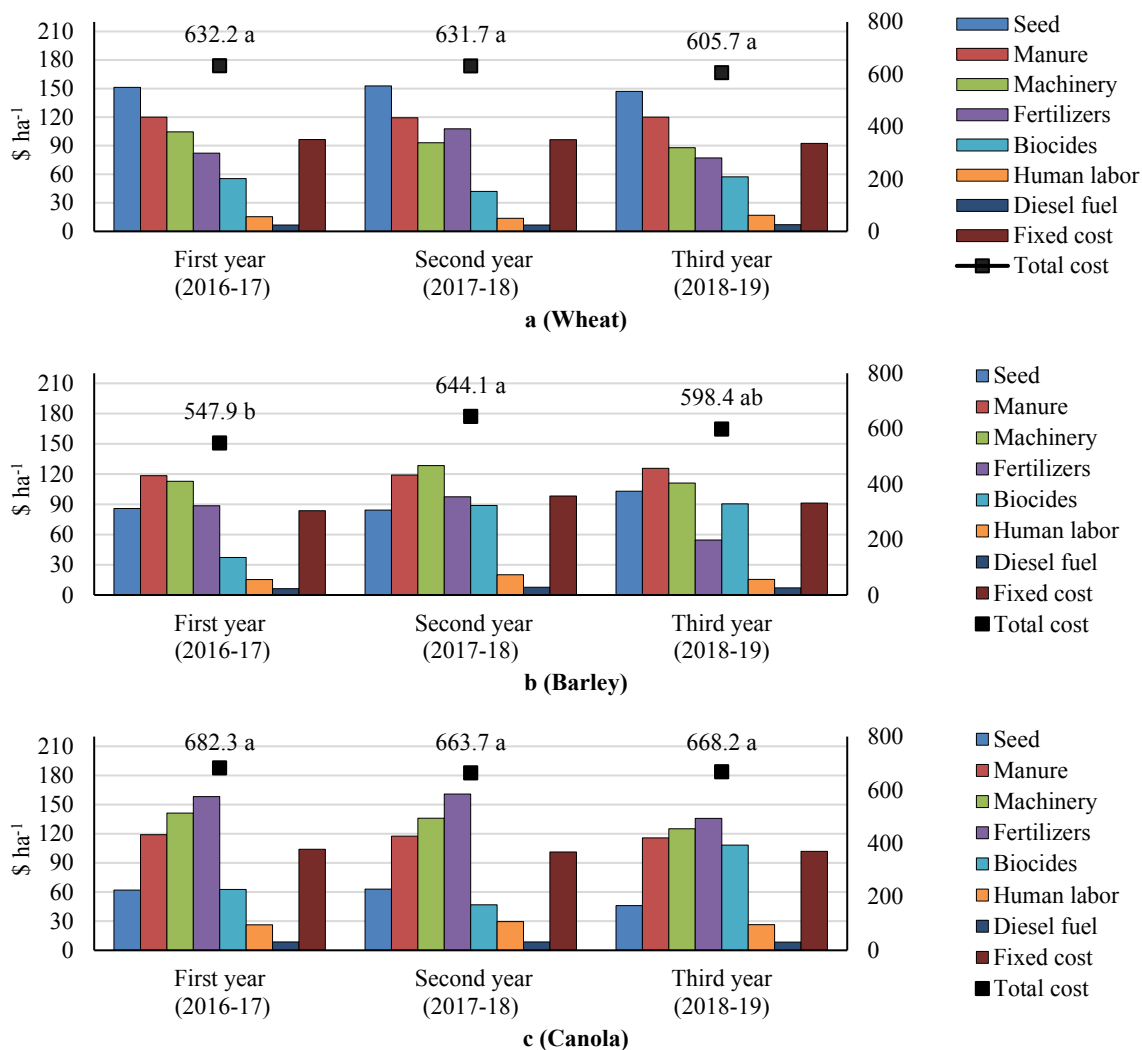 210
180
150
120
90
60
30
0
$ ha-1
800
600
400
200
0
632.2 a
631.7 a
605.7 a
First year
(2016-17)
Second year
(2017-18)
Third year
(2018-19)
a (Wheat)
Seed
Manure
Machinery
Fertilizers
Biocides
Human labor
Diesel fuel
Fixed cost
Total cost
210
180
150
120
90
60
30
0
$ ha-1
800
600
400
200
0
547.9 b
644.1 a
598.4 ab
First year
(2016-17)
Second year
(2017-18)
Third year
(2018-19)
b (Barley)
Seed
Manure
Machinery
Fertilizers
Biocides
Human labor
Diesel fuel
Fixed cost
Total cost
210
180
150
120
90
60
30
0
$ ha-1
800
600
400
200
0
682.3 a
663.7 a
668.2 a
First year
(2016-17)
Second year
(2017-18)
Third year
(2018-19)
c (Canola)
Seed
Manure
Machinery
Fertilizers
Biocides
Human labor
Diesel fuel
Fixed cost
Total cost